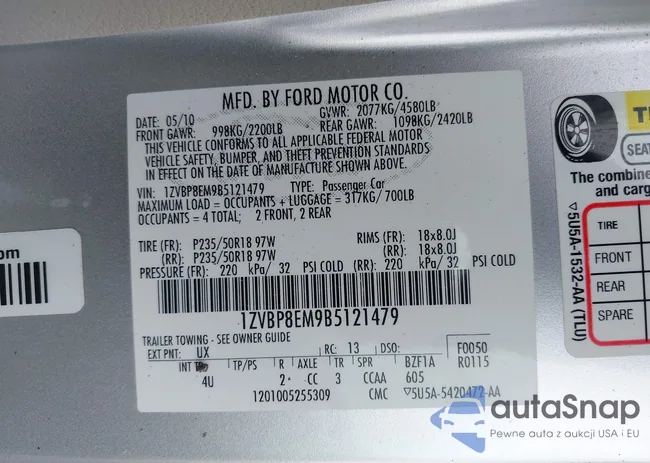 MFD. BY FORD MOTOR CO.
DATE: 05/10 GVWR: 2077KG/4580LB
FRONT GAWR: 998KG/2200LB REAR GAWR: 1098KG/2420LB
THIS VEHICLE CONFORMS TO ALL APPLICABLE FEDERAL MOTOR
VEHICLE SAFETY, BUMPER, AND THEFT PREVENTION STANDARDS
IN EFFECT ON THE DATE OF MANUFACTURE SHOWN ABOVE.
VIN: 1ZVBP8EM9B5121479 TYPE: Passenger Car
MAXIMUM LOAD = OCCUPANTS + LUGGAGE = 317KG/ 700LB
OCCUPANTS = 4 TOTAL; 2 FRONT, 2 REAR
TIRE (FR): P235/50R18 97W RIMS (FR): 18x8.0J
(RR): P235/50R18 97W (RR): 18x8.0J
PRESSURE (FR): 220 kPa/ 32 PSI COLD (RR): 220 kPa/ 32 PSI COLD
1ZVBP8EM9B5121479
TRAILER TOWING - SEE OWNER GUIDE
EXT PNT: UX RC: 13 DSO: F0050
INT TR TP/PS R AXLE TR SPR BZF1A R0115
4U 2 CC 3 CCAA 605
1201005255309 CMC ▽5U5A-5420472-AA
om
SEAT
The combine
and carg
TIRE
FRONT
REAR
SPARE
▽5U5A-1532-AA (TLU)
autaSnap
Pewne auta z aukcji USA i EU